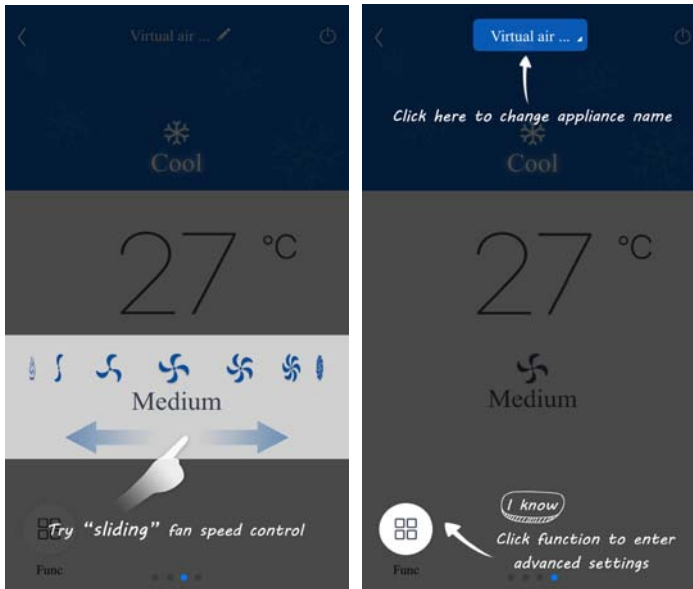 Virtual air ...
Cool
27 °C
Medium
Try “sliding” fan speed control
Func
Virtual air ...
Click here to change appliance name
Cool
27 °C
Medium
I know
Click function to enter
advanced settings
Func